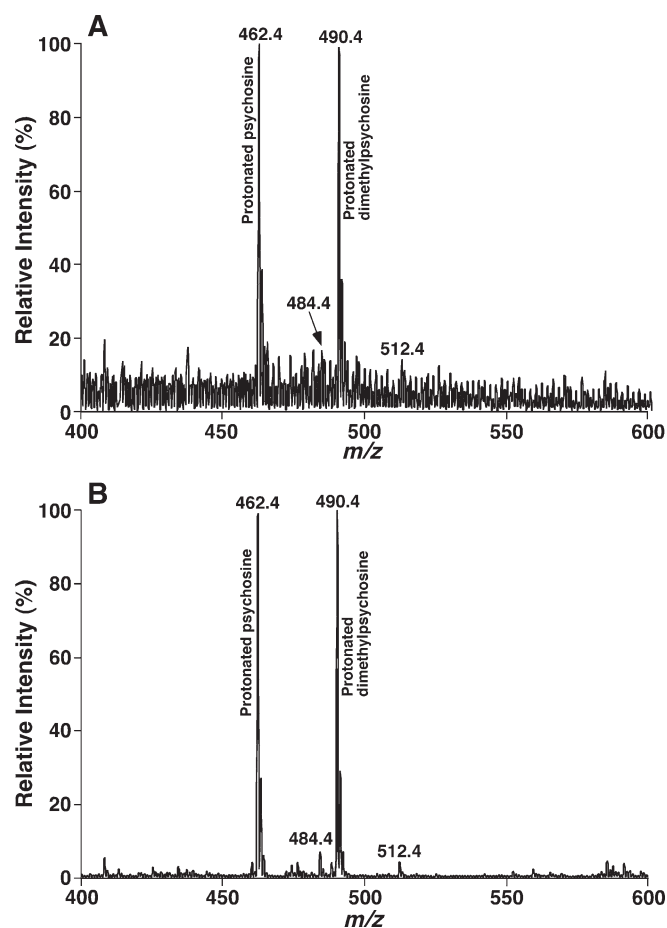 A
462.4
490.4
100
80
60
40
20
0
Relative Intensity (%)
Protonated psychosine
Protonated
dimethylpsychosine
484.4
512.4
400
450
500
550
600
m/z
B
462.4
490.4
100
80
60
40
20
0
Relative Intensity (%)
Protonated psychosine
Protonated
dimethylpsychosine
484.4
512.4
400
450
500
550
600
m/z